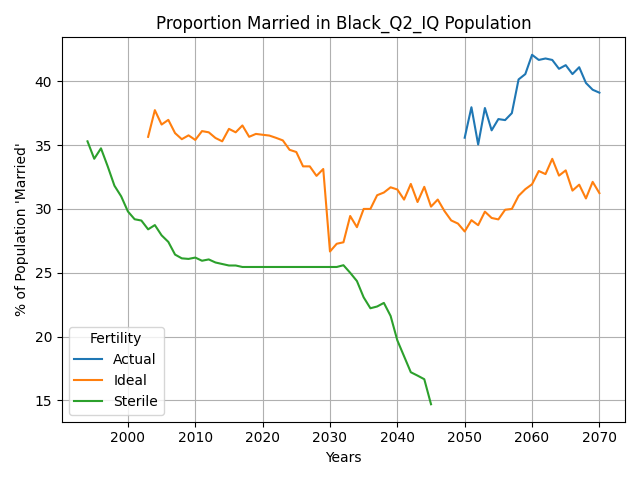 Proportion Married in Black_Q2_IQ Population
% of Population 'Married'
40
35
30
25
20
15
Fertility
Actual
Ideal
Sterile
2000 2010 2020 2030 2040 2050 2060 2070
Years